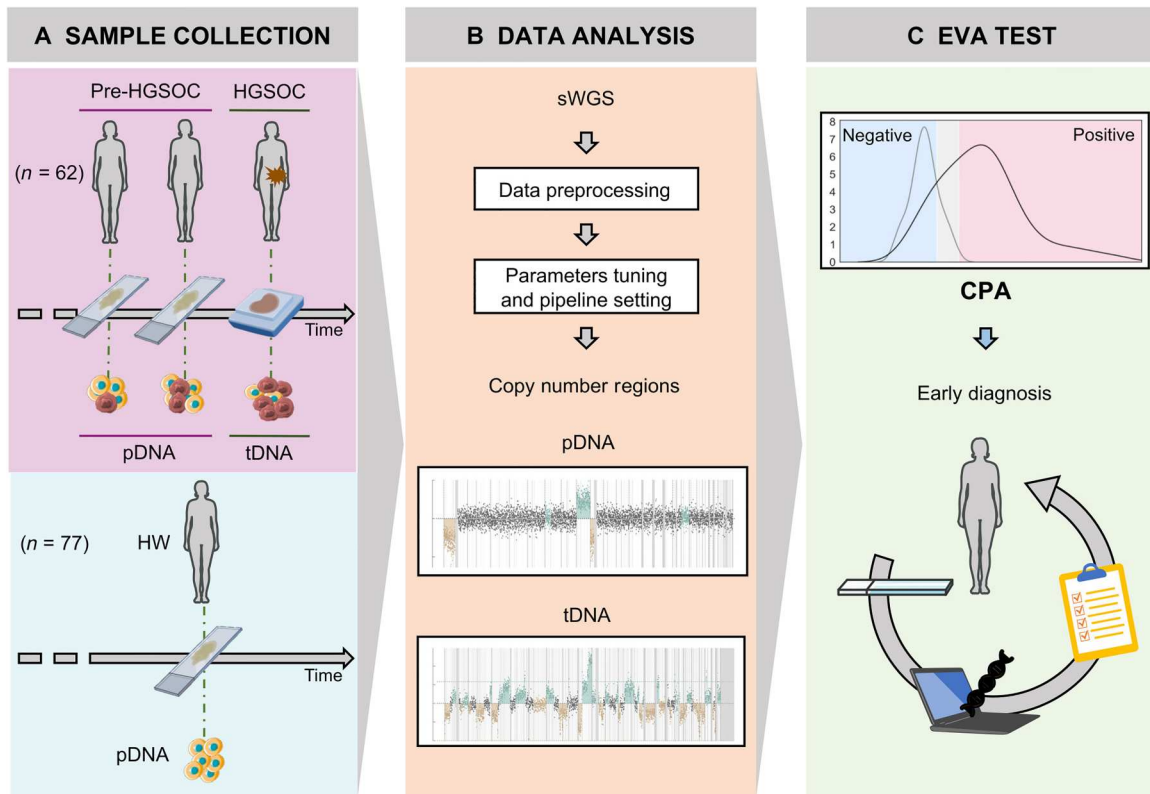 A SAMPLE COLLECTION
Pre-HGSOC
HGSOC
(n = 62)
Time
pDNA
tDNA
(n = 77)
HW
Time
pDNA
B DATA ANALYSIS
sWGS
Data preprocessing
Parameters tuning
and pipeline setting
Copy number regions
pDNA
tDNA
C EVA TEST
8
7
6
5
4
3
2
1
0
Negative
Positive
CPA
Early diagnosis